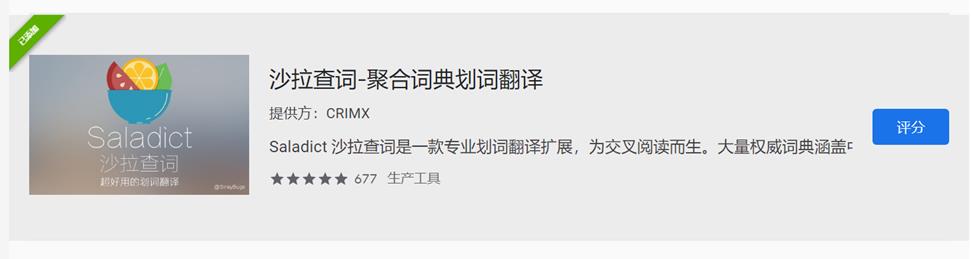 已添加
Saladict
沙拉查词
超好用的划词翻译
@StrayBugs
沙拉查词-聚合词典划词翻译
提供方：CRIMX
Saladict 沙拉查词是一款专业划词翻译扩展，为交叉阅读而生。大量权威词典涵盖
677 生产工具
评分